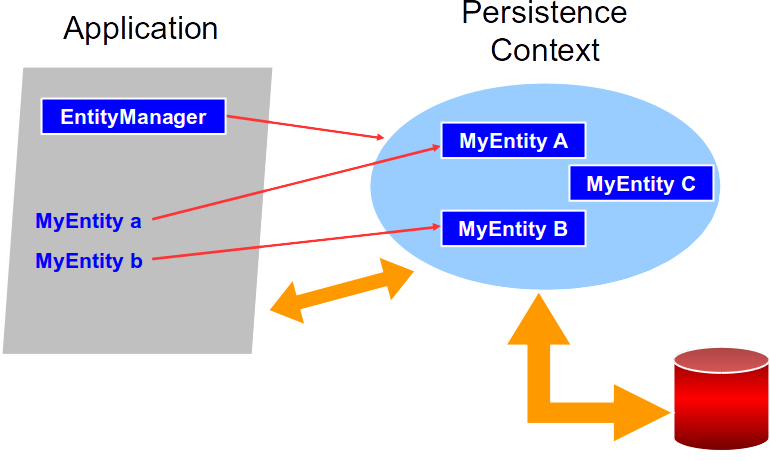 Application
Persistence
Context
EntityManager
MyEntity A
MyEntity C
MyEntity a
MyEntity B
MyEntity b